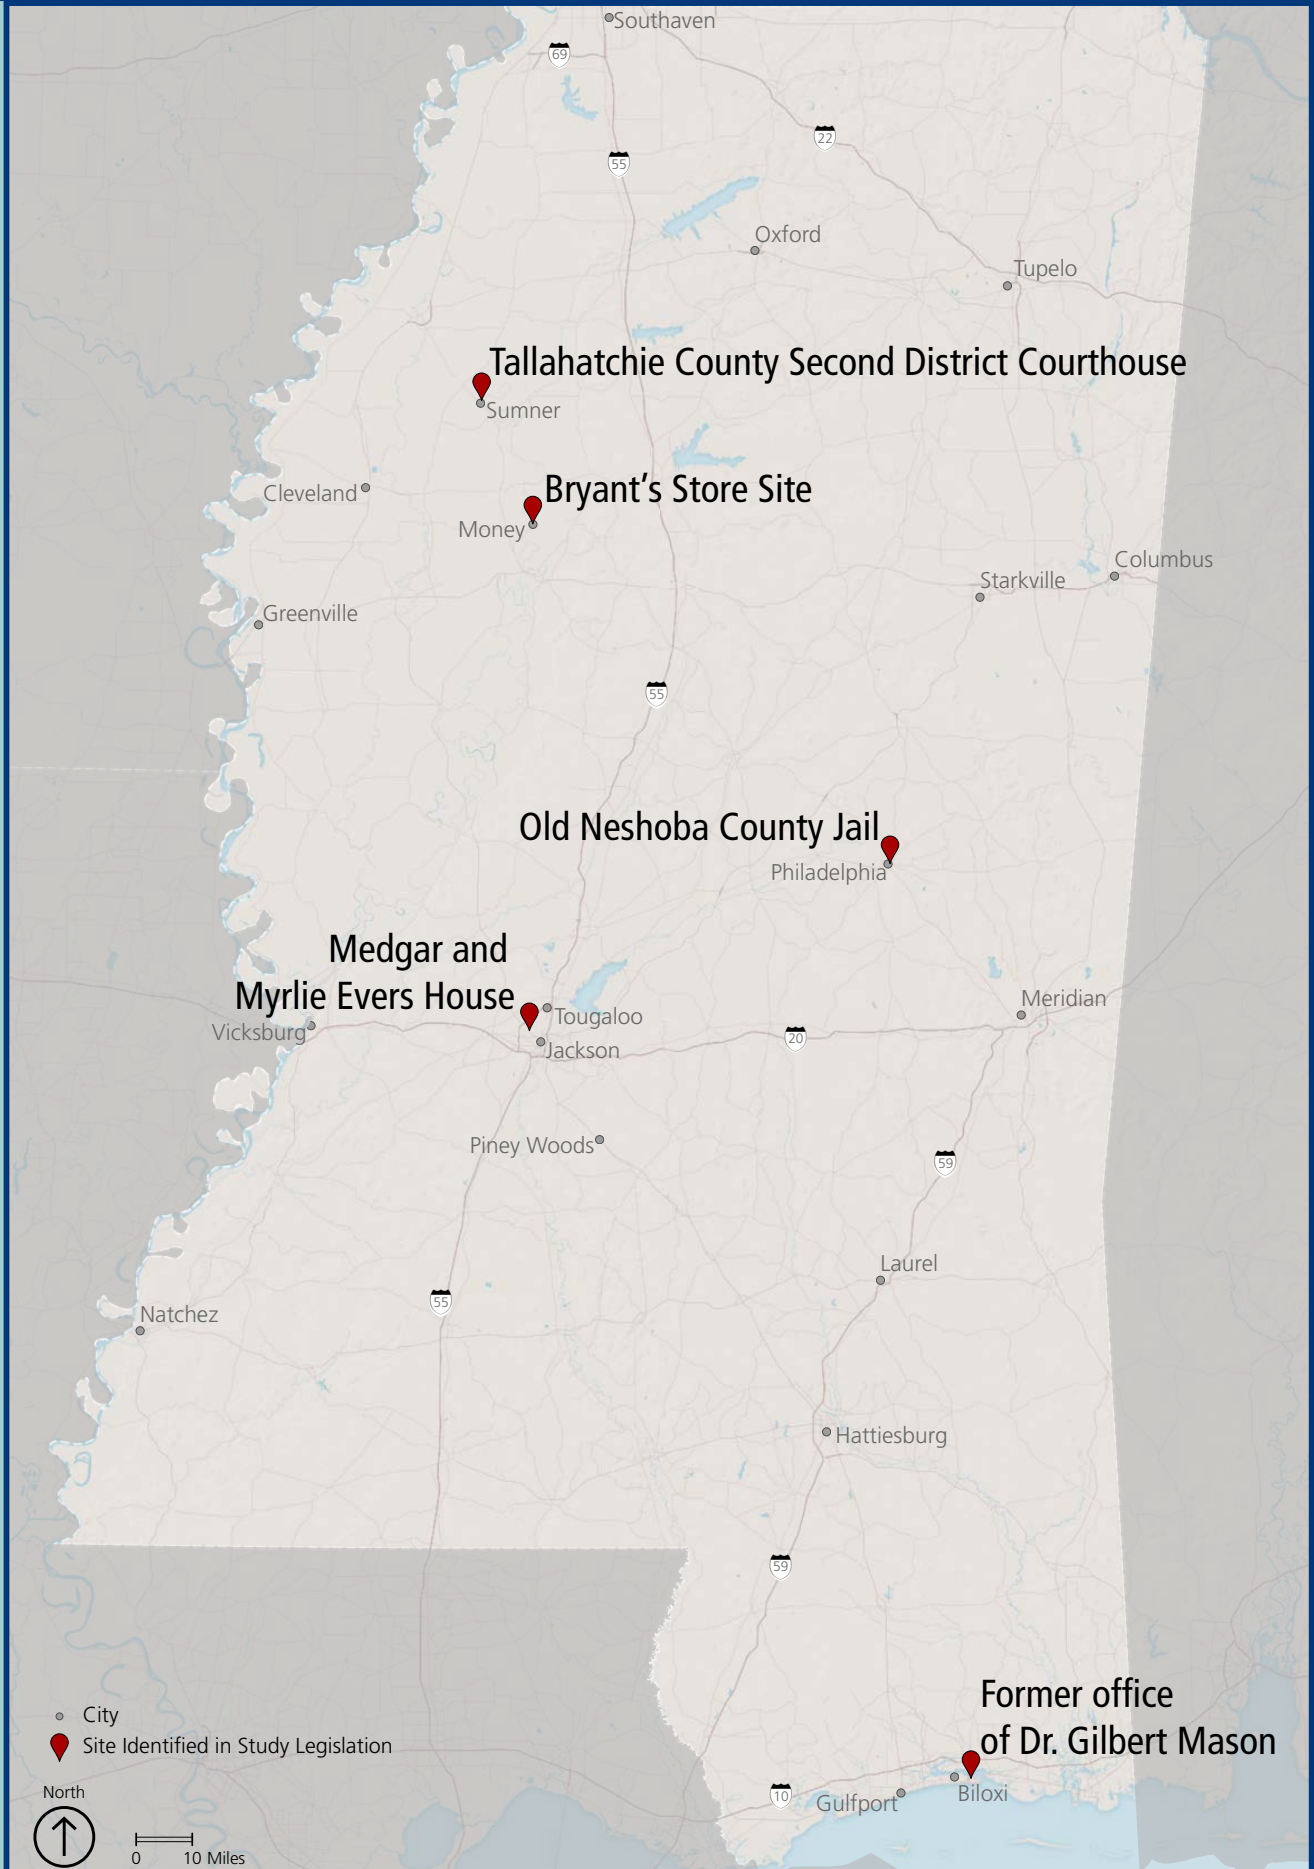 Southaven
69
22
55
Oxford
Tupelo
Tallahatchie County Second District Courthouse
Sumner
Bryant’s Store Site
Cleveland
Money
Columbus
Starkville
Greenville
55
Old Neshoba County Jail
Philadelphia
Medgar and
Myrlie Evers House
Meridian
Tougaloo
Vicksburg
20
Jackson
Piney Woods
59
Laurel
55
Natchez
Hattiesburg
59
Former office
of Dr. Gilbert Mason
City
Site Identified in Study Legislation
North
10
Gulfport
Biloxi
0 10 Miles